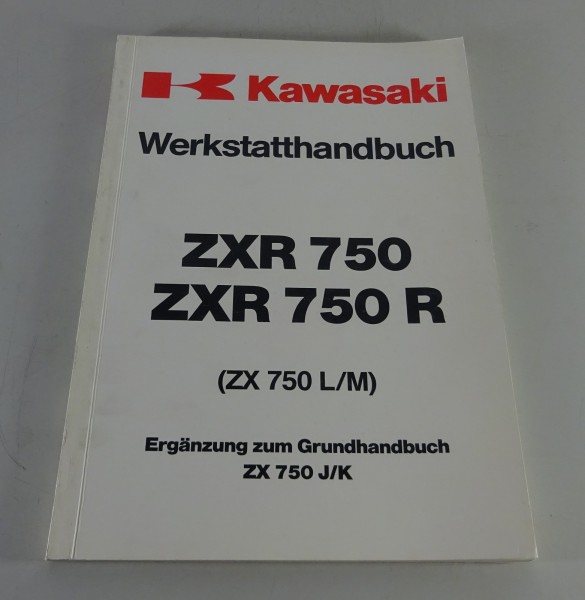 Kawasaki
Werkstatthandbuch
ZXR 750
ZXR 750 R
(ZX 750 L/M)
Ergänzung zum Grundhandbuch
ZX 750 J/K